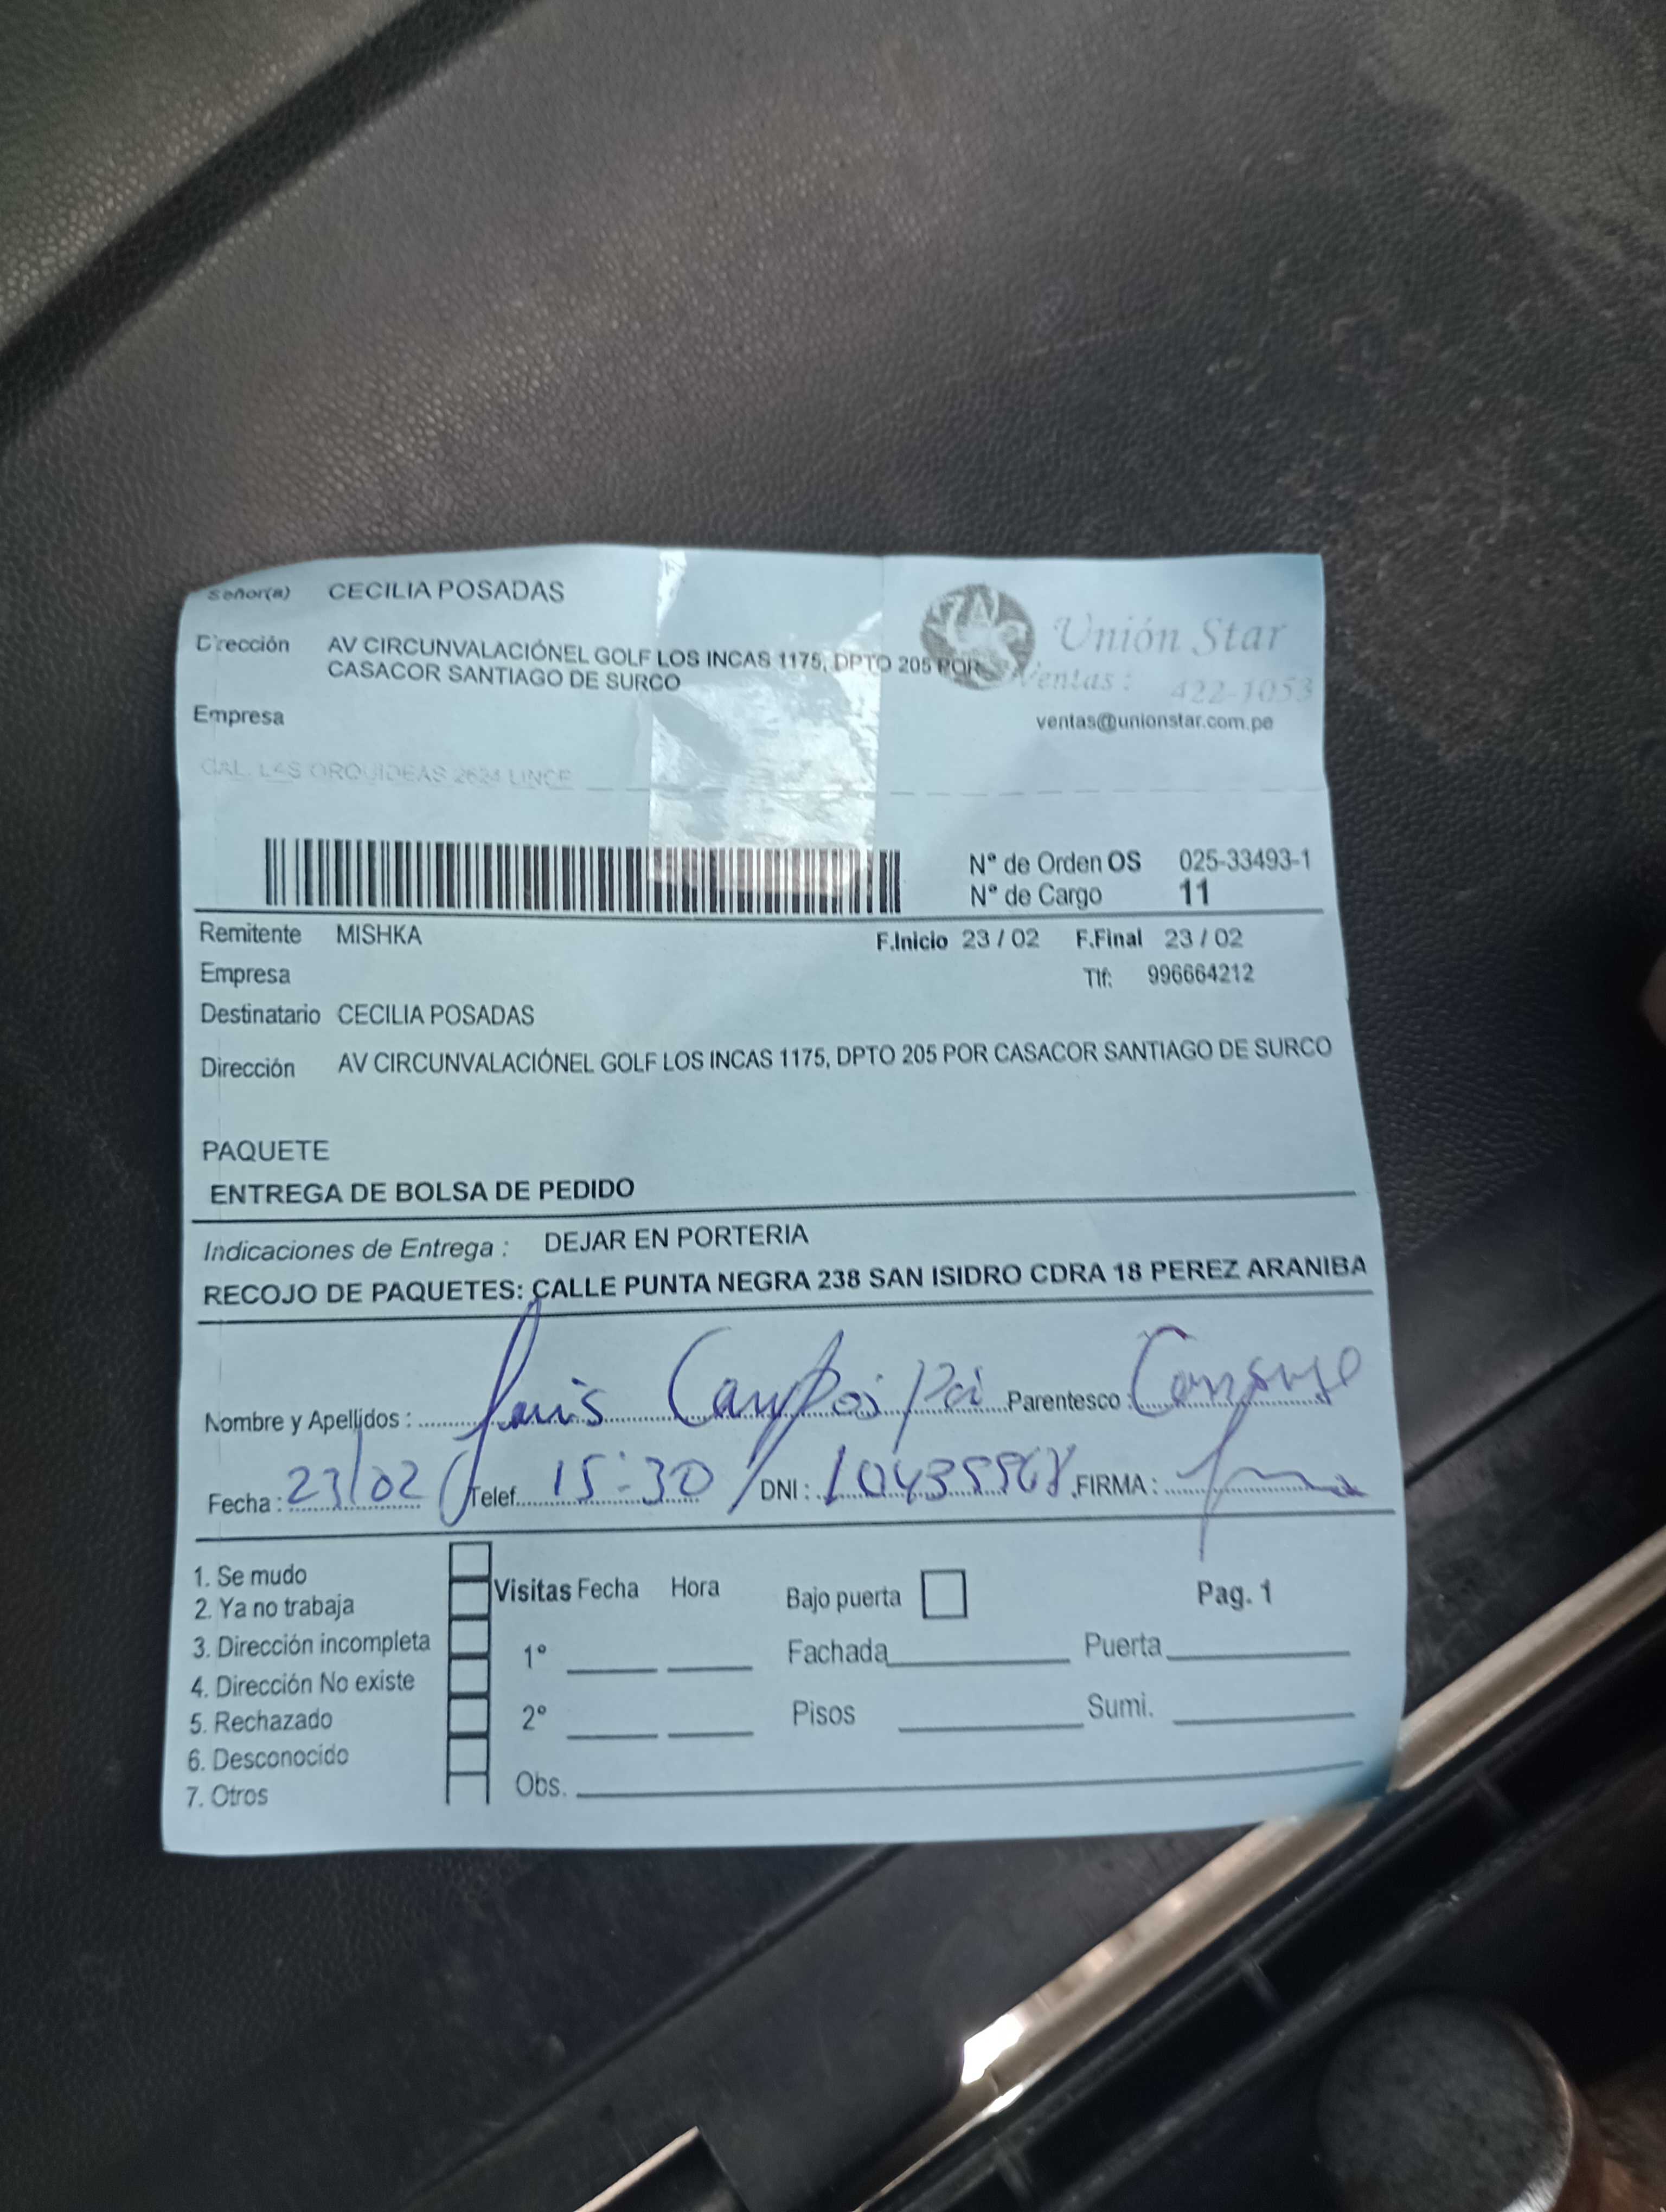 Señor(a) CECILIA POSADAS
Dirección AV CIRCUNVALACIÓNEL GOLF LOS INCAS 1175, DPTO 205 POR
CASACOR SANTIAGO DE SURCO
Unión Star
Ventas: 422-1053
ventas@unionstar.com.pe
Empresa
CAL. LAS ORQUIDEAS 2624 LINCE
Nº de Orden OS 025-33493-1
Nº de Cargo 11
Remitente MISHKA
F.Inicio 23 / 02 F.Final 23 / 02
Empresa
Tlf: 996664212
Destinatario CECILIA POSADAS
Dirección AV CIRCUNVALACIÓNEL GOLF LOS INCAS 1175, DPTO 205 POR CASACOR SANTIAGO DE SURCO
PAQUETE
ENTREGA DE BOLSA DE PEDIDO
Indicaciones de Entrega : DEJAR EN PORTERIA
RECOJO DE PAQUETES: CALLE PUNTA NEGRA 238 SAN ISIDRO CDRA 18 PEREZ ARANIBA
Nombre y Apellidos : Luis Parentesco :
Fecha : 23/02 Telef. 15:30 DNI : FIRMA :
1. Se mudo
2. Ya no trabaja
3. Dirección incompleta
4. Dirección No existe
5. Rechazado
6. Desconocido
7. Otros
Visitas Fecha Hora
1º
2º
Obs.
Bajo puerta
Pag. 1
Fachada Puerta
Pisos Sumi.